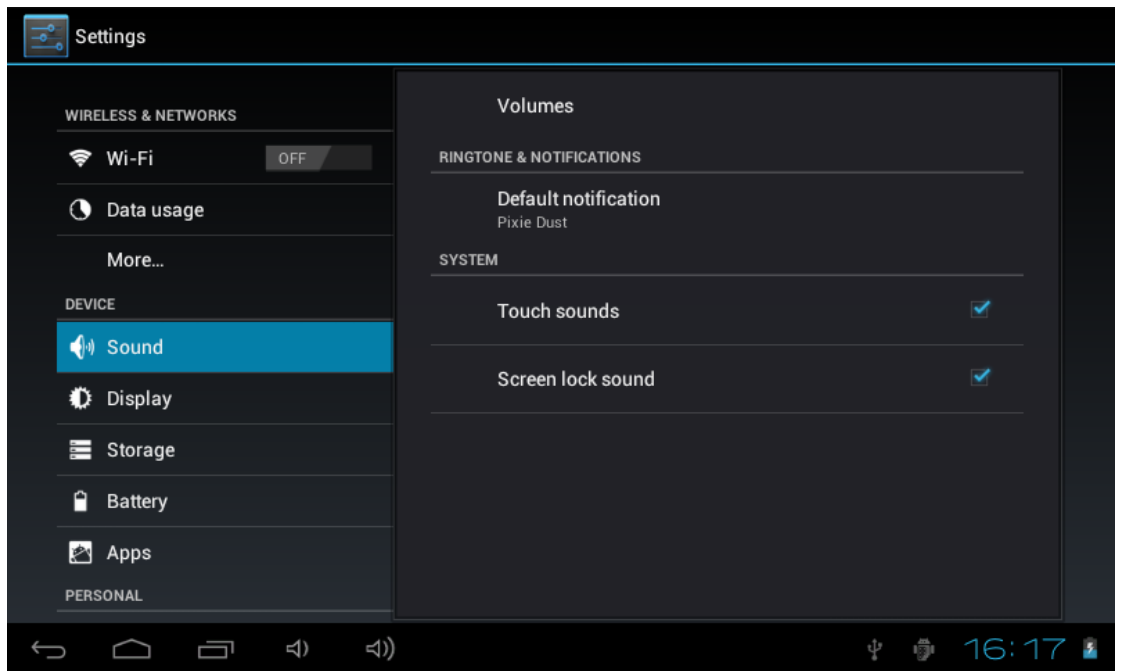 Settings
WIRELESS & NETWORKS
Wi-Fi OFF
Data usage
More...
DEVICE
Sound
Display
Storage
Battery
Apps
PERSONAL
Volumes
RINGTONE & NOTIFICATIONS
Default notification
Pixie Dust
SYSTEM
Touch sounds
Screen lock sound
16:17